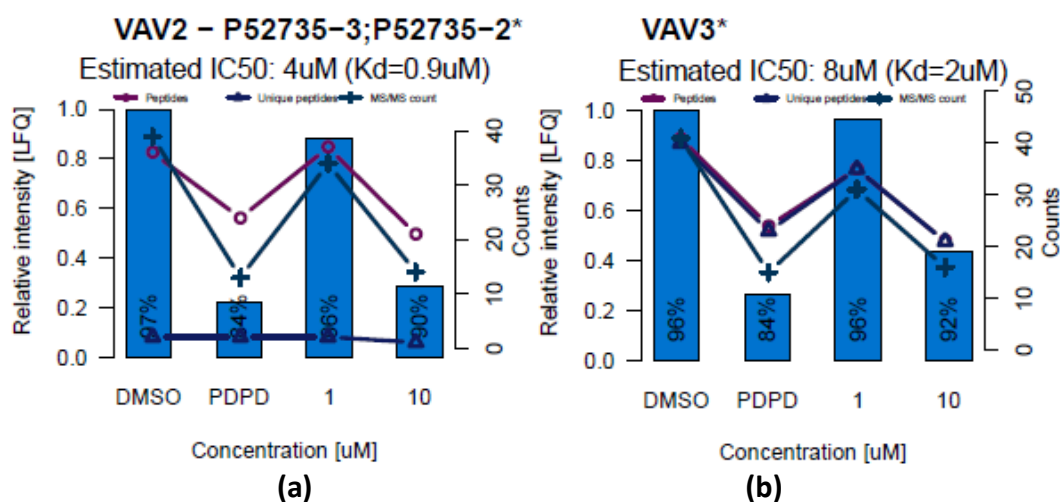 VAV2 − P52735−3;P52735−2*
Estimated IC50: 4uM (Kd=0.9uM)
Peptides Unique peptides MS/MS count
Relative intensity [LFQ]
1.0
0.8
0.6
0.4
0.2
0.0
97%
84%
86%
90%
40
30
20
10
0
Counts
DMSO PDPD 1 10
Concentration [uM]
(a)
VAV3*
Estimated IC50: 8uM (Kd=2uM)
Peptides Unique peptides MS/MS count
Relative intensity [LFQ]
1.0
0.8
0.6
0.4
0.2
0.0
96%
84%
96%
92%
50
40
30
20
10
0
Counts
DMSO PDPD 1 10
Concentration [uM]
(b)